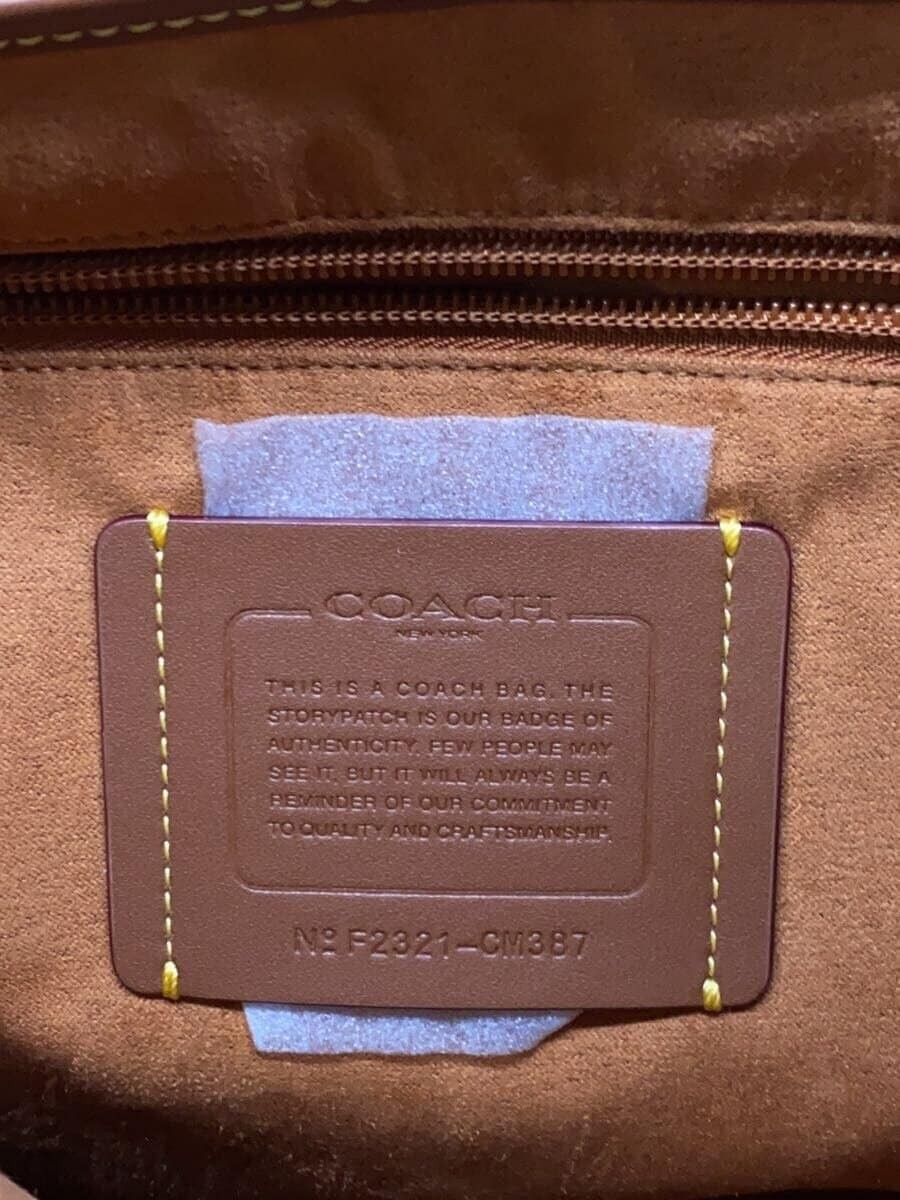 COACH
NEW YORK
THIS IS A COACH BAG. THE
STORYPATCH IS OUR BADGE OF
AUTHENTICITY. FEW PEOPLE MAY
SEE IT, BUT IT WILL ALWAYS BE A
REMINDER OF OUR COMMITMENT
TO QUALITY AND CRAFTSMANSHIP.
Nº F2321-CM387